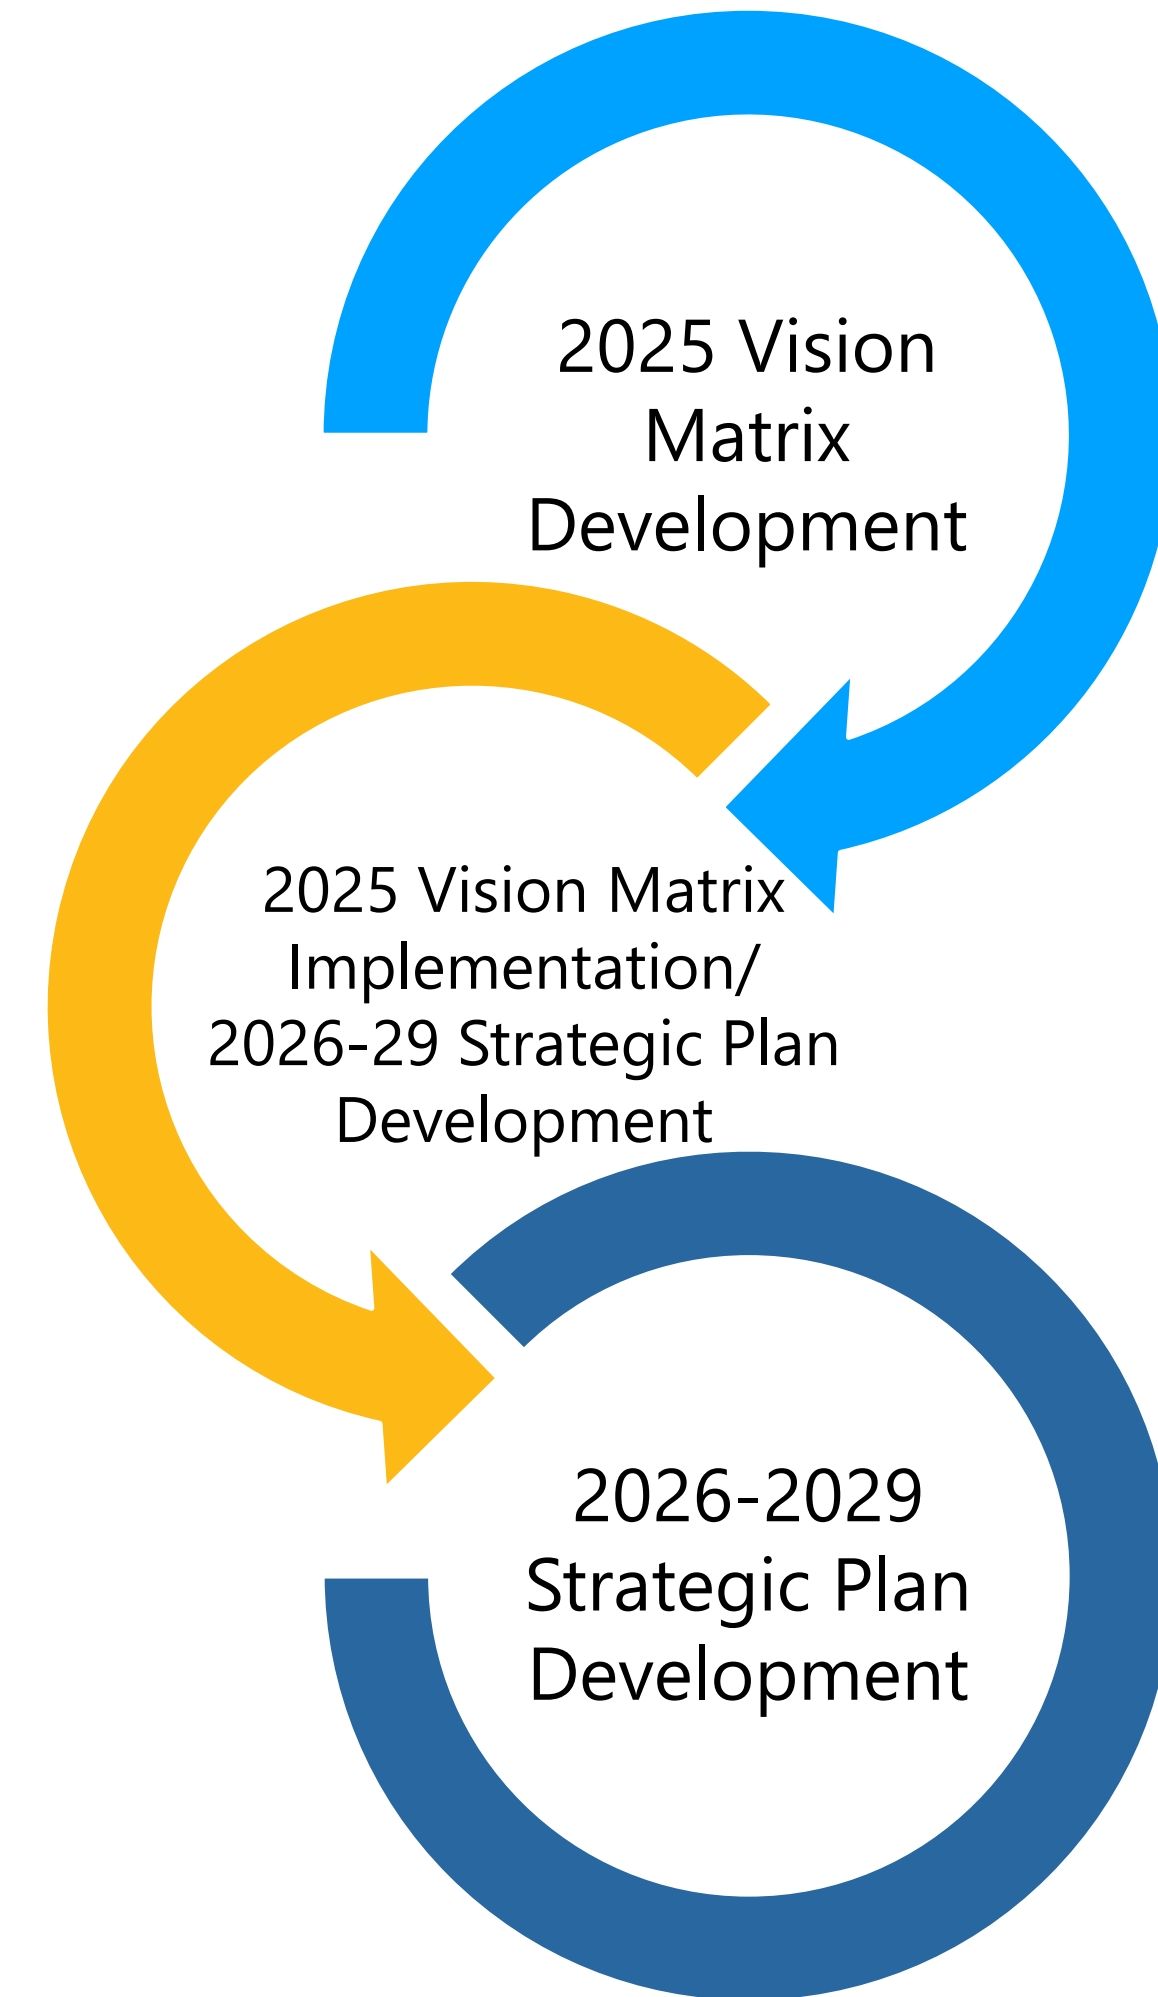 2025 Vision
Matrix
Development
2025 Vision Matrix
Implementation/
2026-29 Strategic Plan
Development
2026-2029
Strategic Plan
Development